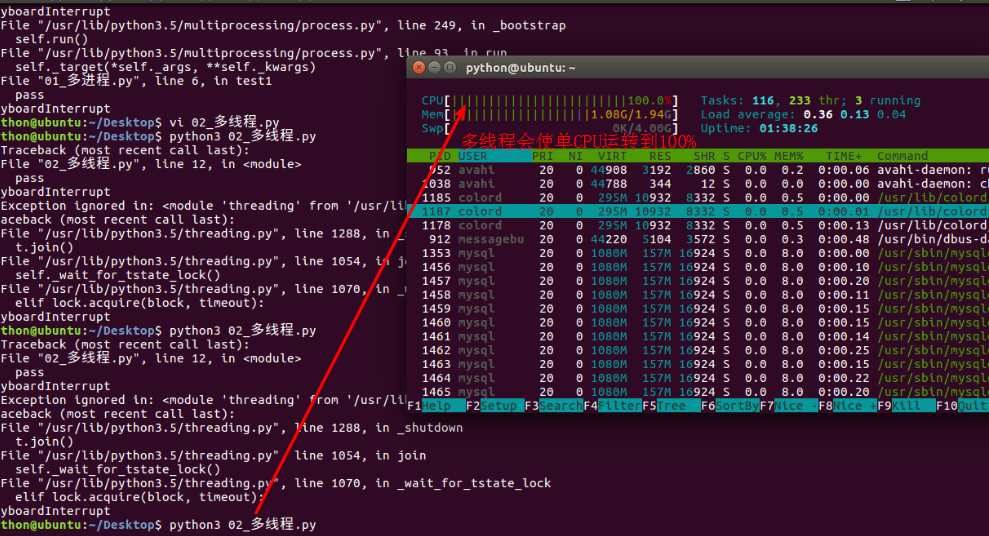 yboardInterrupt
File "/usr/lib/python3.5/multiprocessing/process.py", line 249, in _bootstrap
self.run()
File "/usr/lib/python3.5/multiprocessing/process.py", line 93, in run
self._target(*self._args, **self._kwargs)
File "01_多进程.py", line 6, in test1
pass
yboardInterrupt
thon@ubuntu:~/Desktop$ vi 02_多线程.py
thon@ubuntu:~/Desktop$ python3 02_多线程.py
Traceback (most recent call last):
File "02_多线程.py", line 12, in <module>
pass
yboardInterrupt
Exception ignored in: <module 'threading' from '/usr/lib
aceback (most recent call last):
File "/usr/lib/python3.5/threading.py", line 1288, in _
t.join()
File "/usr/lib/python3.5/threading.py", line 1054, in jo
self._wait_for_tstate_lock()
File "/usr/lib/python3.5/threading.py", line 1070, in _
elif lock.acquire(block, timeout):
yboardInterrupt
thon@ubuntu:~/Desktop$ python3 02_多线程.py
Traceback (most recent call last):
File "02_多线程.py", line 12, in <module>
pass
yboardInterrupt
Exception ignored in: <module 'threading' from '/usr/lib
aceback (most recent call last):
File "/usr/lib/python3.5/threading.py", line 1288, in _shutdown
t.join()
File "/usr/lib/python3.5/threading.py", line 1054, in join
self._wait_for_tstate_lock()
File "/usr/lib/python3.5/threading.py", line 1070, in _wait_for_tstate_lock
elif lock.acquire(block, timeout):
yboardInterrupt
thon@ubuntu:~/Desktop$ python3 02_多线程.py
python@ubuntu: ~
CPU[||||||||||||||||||||||||100.0%] Tasks: 116, 233 thr; 3 running
Mem[|||||||||||||||||||1.08G/1.94G] Load average: 0.36 0.13 0.04
Swp[ 0K/4.00G] Uptime: 01:38:26
多线程会使单CPU运转到100%
PID USER PRI NI VIRT RES SHR S CPU% MEM% TIME+ Command
952 avahi 20 0 44908 3192 2860 S 0.0 0.2 0:00.06 avahi-daemon: r
1038 avahi 20 0 44788 344 12 S 0.0 0.0 0:00.00 avahi-daemon: c
1185 colord 20 0 295M 10932 8332 S 0.0 0.5 0:00.00 /usr/lib/colord
1187 colord 20 0 295M 10932 8332 S 0.0 0.5 0:00.01 /usr/lib/colord
1178 colord 20 0 295M 10932 8332 S 0.0 0.5 0:00.13 /usr/lib/colord
912 messagebu 20 0 44220 5104 3572 S 0.0 0.3 0:00.48 /usr/bin/dbus-d
1353 mysql 20 0 1080M 157M 16924 S 0.0 8.0 0:00.00 /usr/sbin/mysql
1456 mysql 20 0 1080M 157M 16924 S 0.0 8.0 0:00.10 /usr/sbin/mysql
1457 mysql 20 0 1080M 157M 16924 S 0.0 8.0 0:00.20 /usr/sbin/mysql
1458 mysql 20 0 1080M 157M 16924 S 0.0 8.0 0:00.11 /usr/sbin/mysql
1459 mysql 20 0 1080M 157M 16924 S 0.0 8.0 0:00.15 /usr/sbin/mysql
1460 mysql 20 0 1080M 157M 16924 S 0.0 8.0 0:00.15 /usr/sbin/mysql
1461 mysql 20 0 1080M 157M 16924 S 0.0 8.0 0:00.14 /usr/sbin/mysql
1462 mysql 20 0 1080M 157M 16924 S 0.0 8.0 0:00.25 /usr/sbin/mysql
1463 mysql 20 0 1080M 157M 16924 S 0.0 8.0 0:00.15 /usr/sbin/mysql
1464 mysql 20 0 1080M 157M 16924 S 0.0 8.0 0:00.22 /usr/sbin/mysql
1465 mysql 20 0 1080M 157M 16924 S 0.0 8.0 0:00.20 /usr/sbin/mysql
F1Help F2Setup F3Search F4Filter F5Tree F6SortBy F7Nice - F8Nice + F9Kill F10Quit